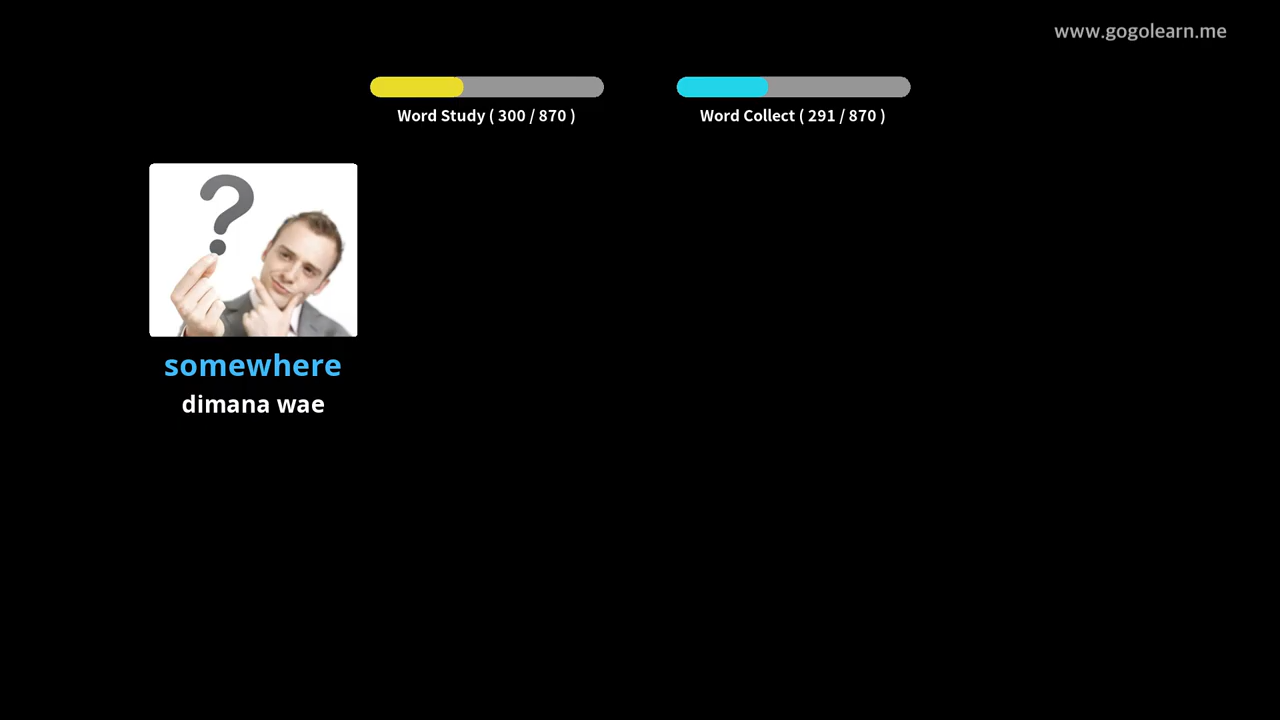 www.gogolearn.me
Word Study ( 300 / 870 )
Word Collect ( 291 / 870 )
?
somewhere
dimana wae